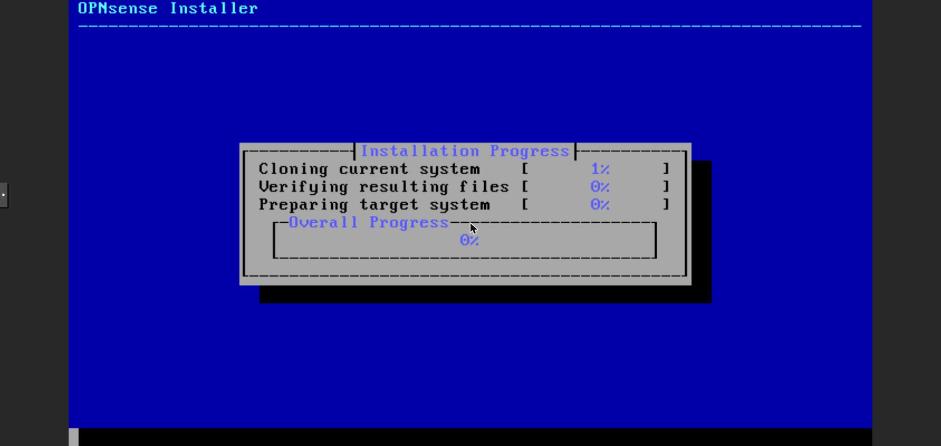 OPNsense Installer
Installation Progress
Cloning current system [ 1% ]
Verifying resulting files [ 0% ]
Preparing target system [ 0% ]
Overall Progress
0%